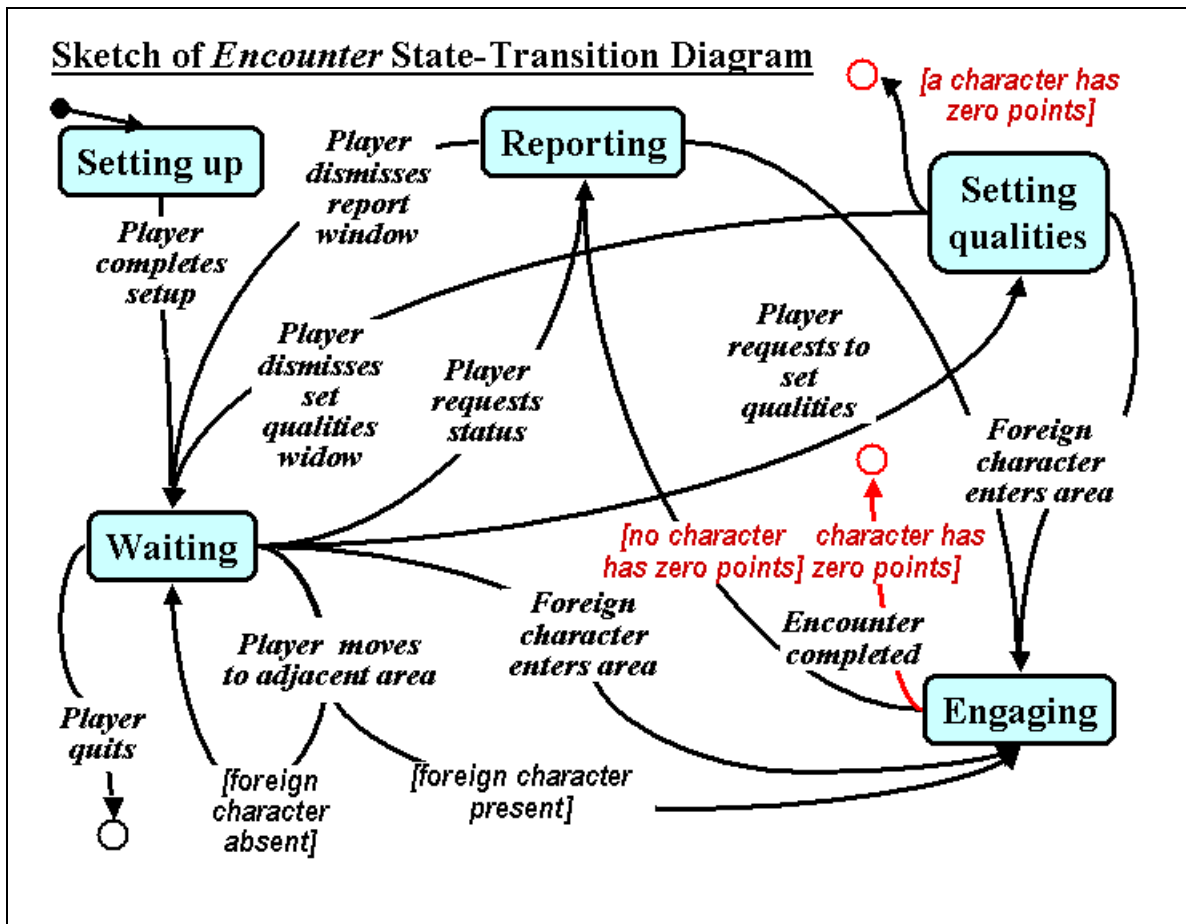 Sketch of Encounter State-Transition Diagram
[a character has
zero points]
Setting up
Player
dismisses
report
window
Reporting
Setting
qualities
Player
completes
setup
Player
dismisses
set
qualities
widow
Player
requests
status
Player
requests to
set
qualities
Foreign
character
enters area
Waiting
[no character
has zero points]
character has
zero points]
Player moves
to adjacent area
Foreign
character
enters area
Encounter
completed
Engaging
Player
quits
[foreign
character
absent]
[foreign character
present]